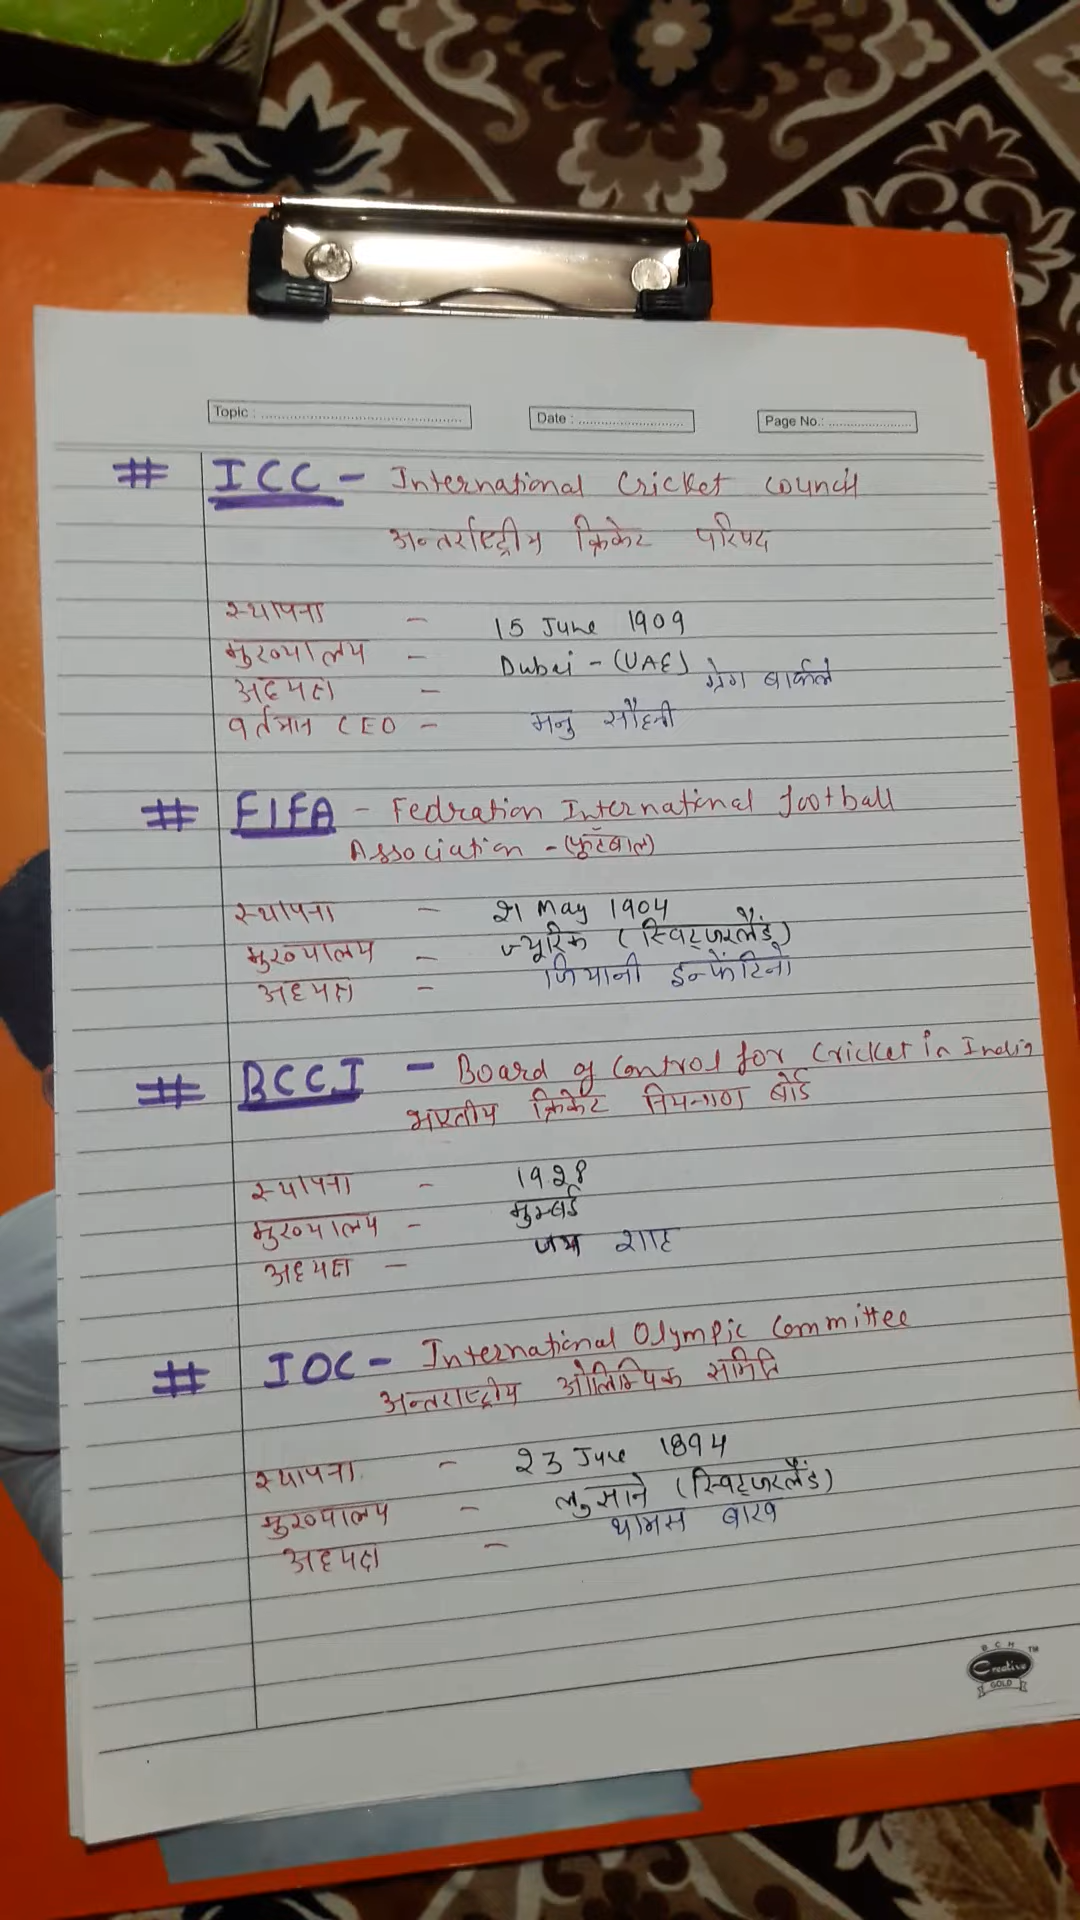 Topic : Date : Page No.:
# ICC - International Cricket Council
अन्तर्राष्ट्रीय क्रिकेट परिषद
स्थापना - 15 June 1909
मुख्यालय - Dubai - (UAE)
अध्यक्ष - ग्रेग बार्कले
वर्तमान CEO - मनु सौहनी
# FIFA - Fedration International football
Association - (फुटॅबाल)
स्थापना - 21 May 1904
मुख्यालय - ज्यूरिक (स्विट्जरलैंड)
अध्यक्ष - जियानी इन्फेंटिनो
# BCCI - Board of Control for Cricket in India
भारतीय क्रिकेट नियन्त्रण बोर्ड
स्थापना - 1928
मुख्यालय - मुम्बई
अध्यक्ष - जय शाह
# IOC - International Olympic Committee
अन्तराष्ट्रीय ओलिम्पिक समिति
स्थापना - 23 June 1894
मुख्यालय - लुसाने (स्विट्जरलैंड)
अध्यक्ष - थामस बाख
BCH TM
Creative
GOLD